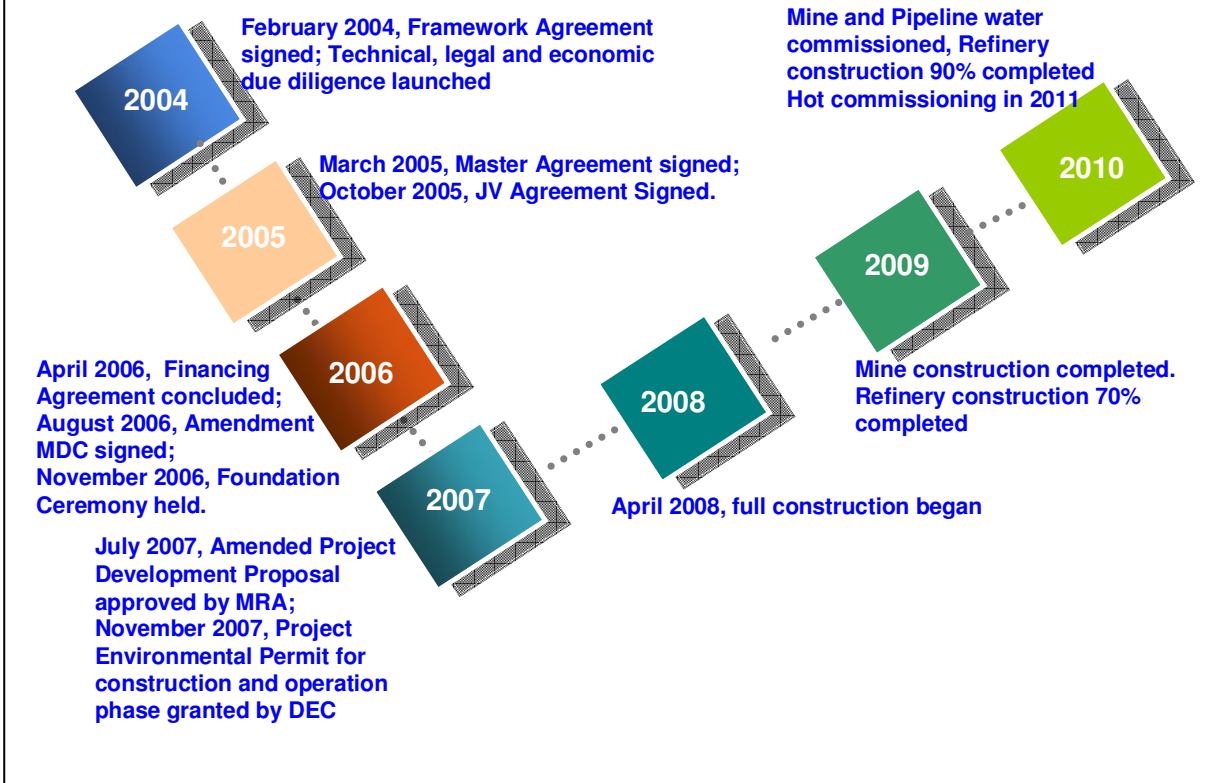 2004
February 2004, Framework Agreement
signed; Technical, legal and economic
due diligence launched
2005
March 2005, Master Agreement signed;
October 2005, JV Agreement Signed.
2006
April 2006, Financing
Agreement concluded;
August 2006, Amendment
MDC signed;
November 2006, Foundation
Ceremony held.
2007
July 2007, Amended Project
Development Proposal
approved by MRA;
November 2007, Project
Environmental Permit for
construction and operation
phase granted by DEC
2008
April 2008, full construction began
2009
Mine construction completed.
Refinery construction 70%
completed
2010
Mine and Pipeline water
commissioned, Refinery
construction 90% completed
Hot commissioning in 2011